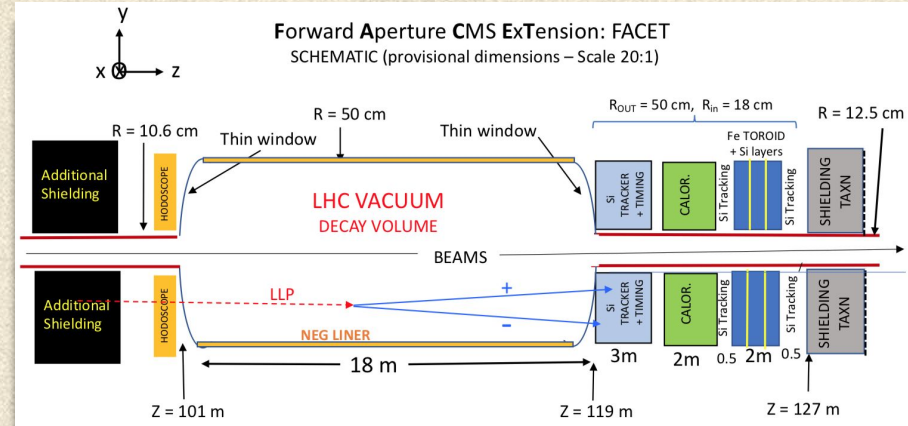 Forward Aperture CMS ExTension: FACET
SCHEMATIC (provisional dimensions – Scale 20:1)
y
x
z
R = 10.6 cm
Thin window
R = 50 cm
Thin window
R_OUT = 50 cm, R_in = 18 cm
R = 12.5 cm
Fe TOROID
+ Si layers
Additional
Shielding
HODOSCOPE
LHC VACUUM
DECAY VOLUME
Si
TRACKER
+ TIMING
CALOR.
Si Tracking
Si Tracking
SHIELDING
TAXN
BEAMS
Additional
Shielding
HODOSCOPE
LLP
+
-
NEG LINER
Si
TRACKER
+ TIMING
CALOR.
Si Tracking
Si Tracking
SHIELDING
TAXN
18 m
3m
2m
0.5
2m
0.5
Z = 101 m
Z = 119 m
Z = 127 m